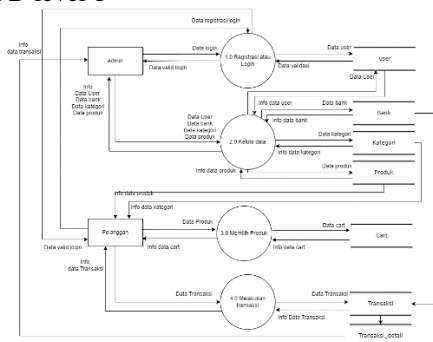 Data registrasi/login
Info
data transaksi
Data login
Data user
Admin
1.0 Registrasi atau
Login
user
Data valid login
Data validasi
Data User
Info
Data User
Data bank
Data kategori
Data produk
Data User
Data bank
Data kategori
Data produk
Info data user
Data bank
Bank
Info data bank
2.0 Kelola data
Data kategori
Kategori
Info data kategori
Data produk
Info data produk
Produk
Info data produk
Info data kategori
Data Produk
Data cart
Pelanggan
3.0 Memilih Produk
Cart
Info data cart
Info data cart
Data valid login
Info
data Transaksi
Data Transaksi
Data Transaksi
4.0 Melakukan
transaksi
Transaksi
Info Data Transaksi
Transaksi_detail